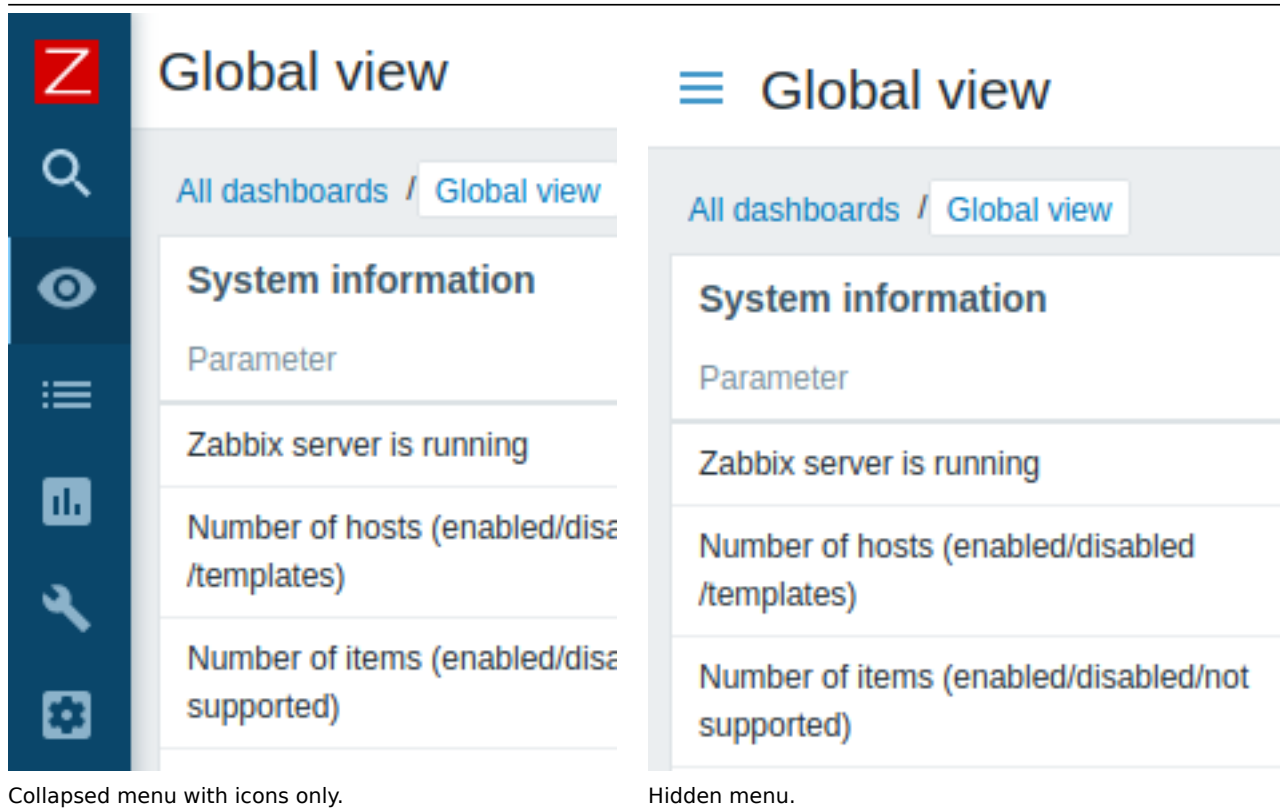 Z
Global view
All dashboards / Global view
System information
Parameter
Zabbix server is running
Number of hosts (enabled/disa
/templates)
Number of items (enabled/disa
supported)
Collapsed menu with icons only.
Global view
All dashboards / Global view
System information
Parameter
Zabbix server is running
Number of hosts (enabled/disabled
/templates)
Number of items (enabled/disabled/not
supported)
Hidden menu.